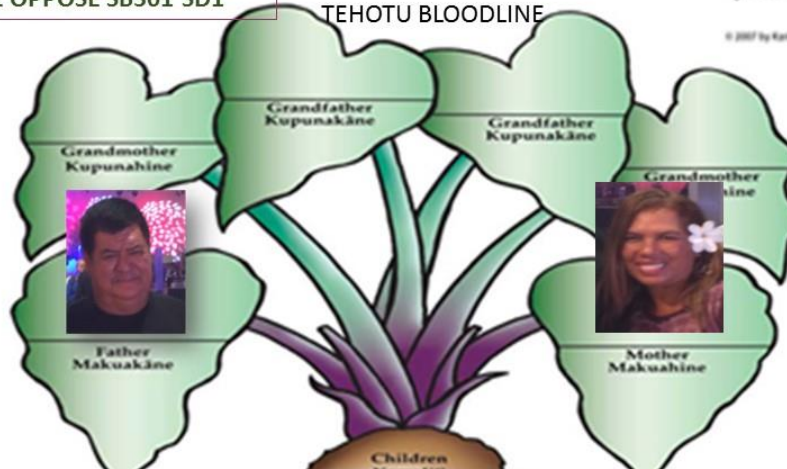 OPPOSE SB301 SD1
TEHOTU BLOODLINE
© 2007 by
Grandfather
Kupunakāne
Grandfather
Kupunakāne
Grandmother
Kupunahine
Grandmother
Father
Makuakāne
Mother
Makuahine
Children